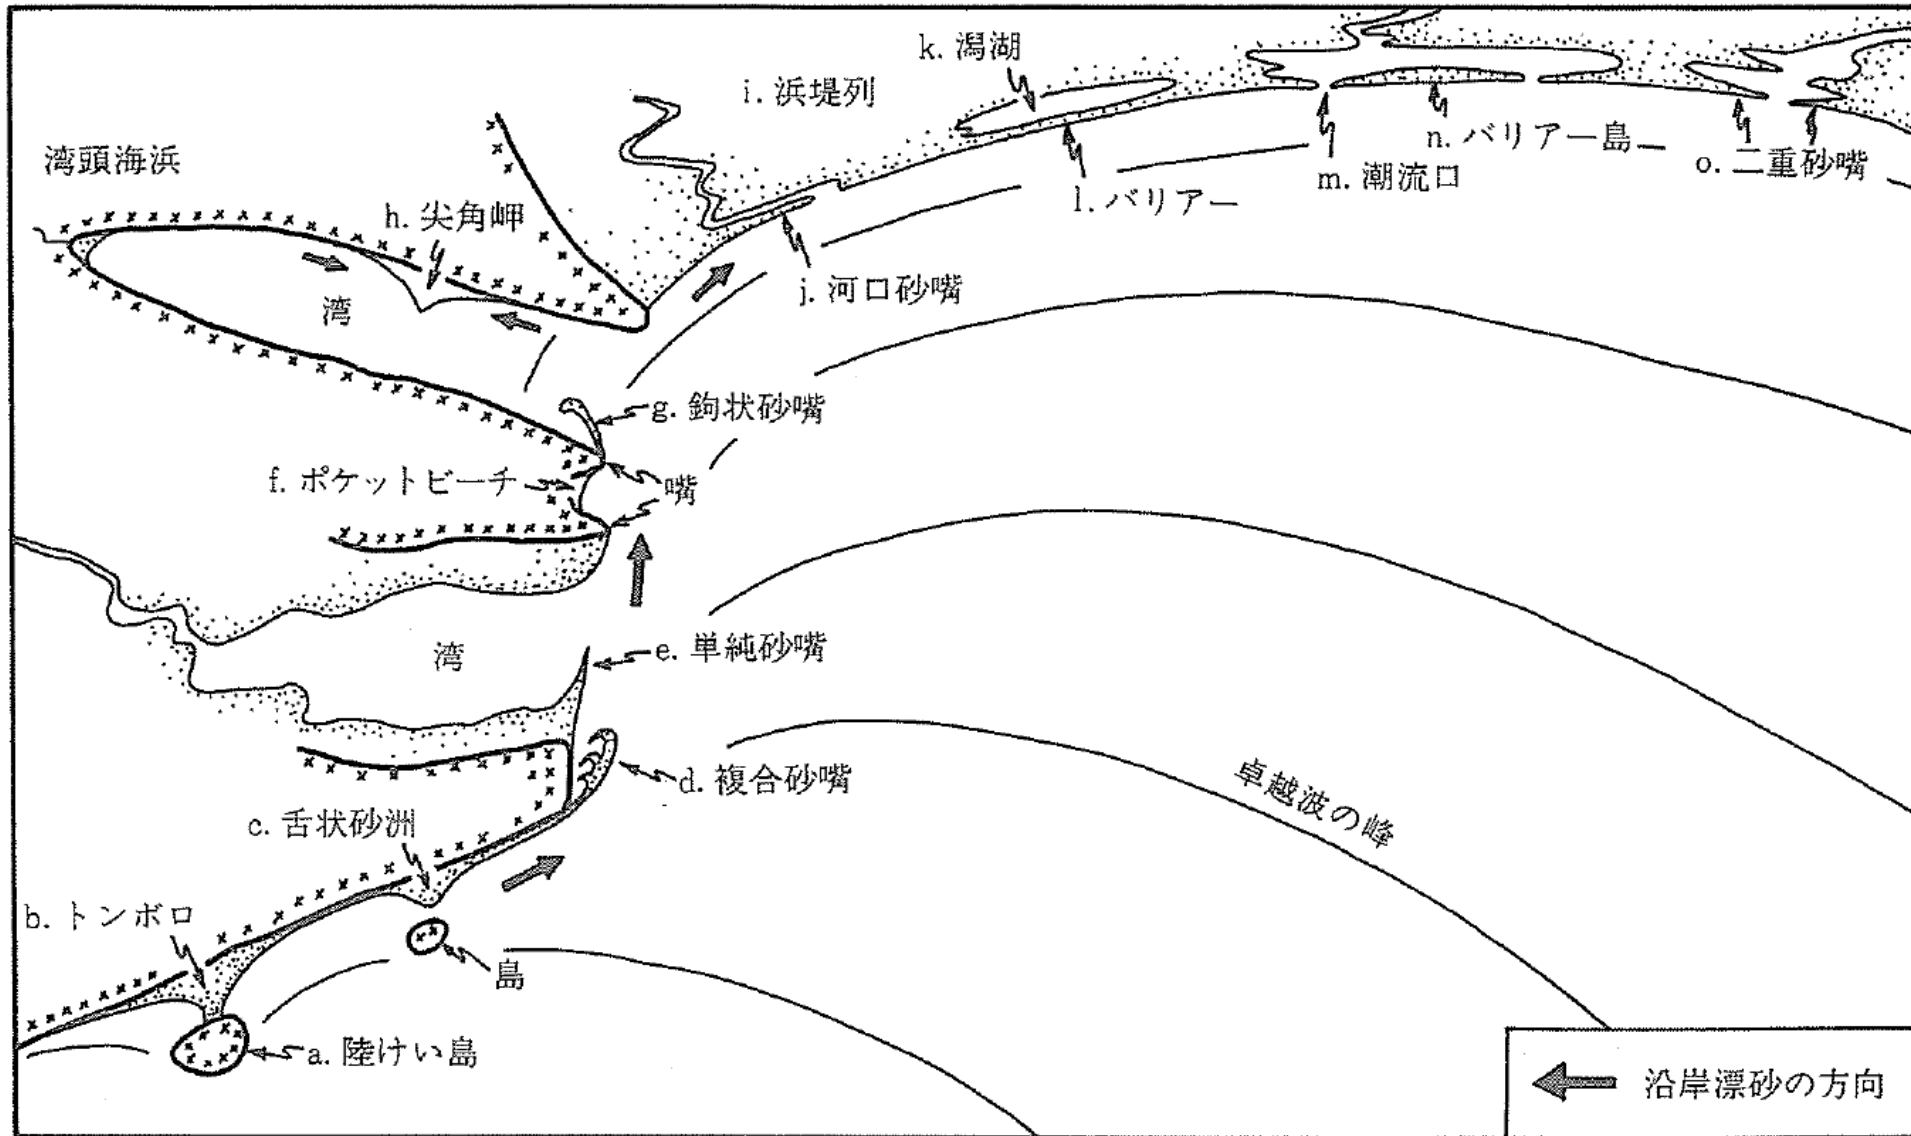 k. 潟湖
i. 浜堤列
湾頭海浜
n. バリアー島
o. 二重砂嘴
m. 潮流口
l. バリアー
h. 尖角岬
j. 河口砂嘴
湾
g. 鉤状砂嘴
f. ポケットビーチ
嘴
湾
e. 単純砂嘴
d. 複合砂嘴
卓越波の峰
c. 舌状砂洲
b. トンボロ
島
a. 陸けい島
沿岸漂砂の方向